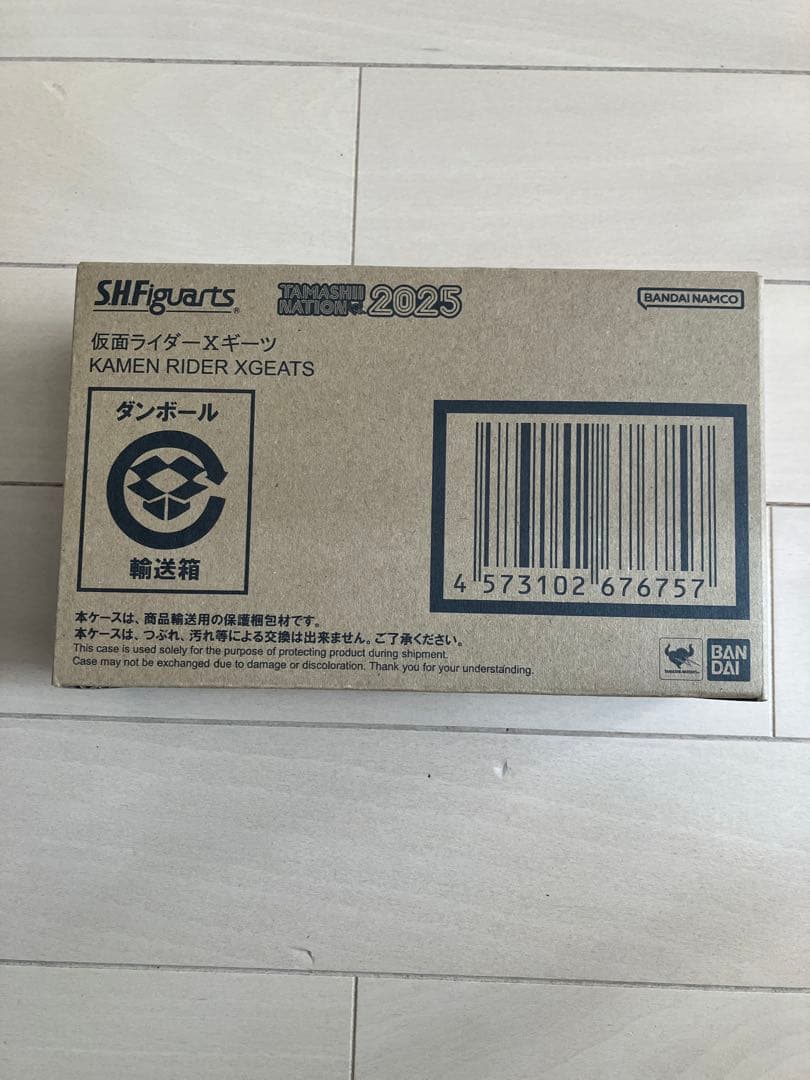 S.H.Figuarts®
TAMASHII NATION 2025
BANDAI NAMCO
仮面ライダーXギーツ
KAMEN RIDER XGEATS
ダンボール
輸送箱
4 573102 676757
本ケースは、商品輸送用の保護梱包材です。
本ケースは、つぶれ、汚れ等による交換は出来ません。ご了承ください。
This case is used solely for the purpose of protecting product during shipment.
Case may not be exchanged due to damage or discoloration. Thank you for your understanding.
BAN
DAI